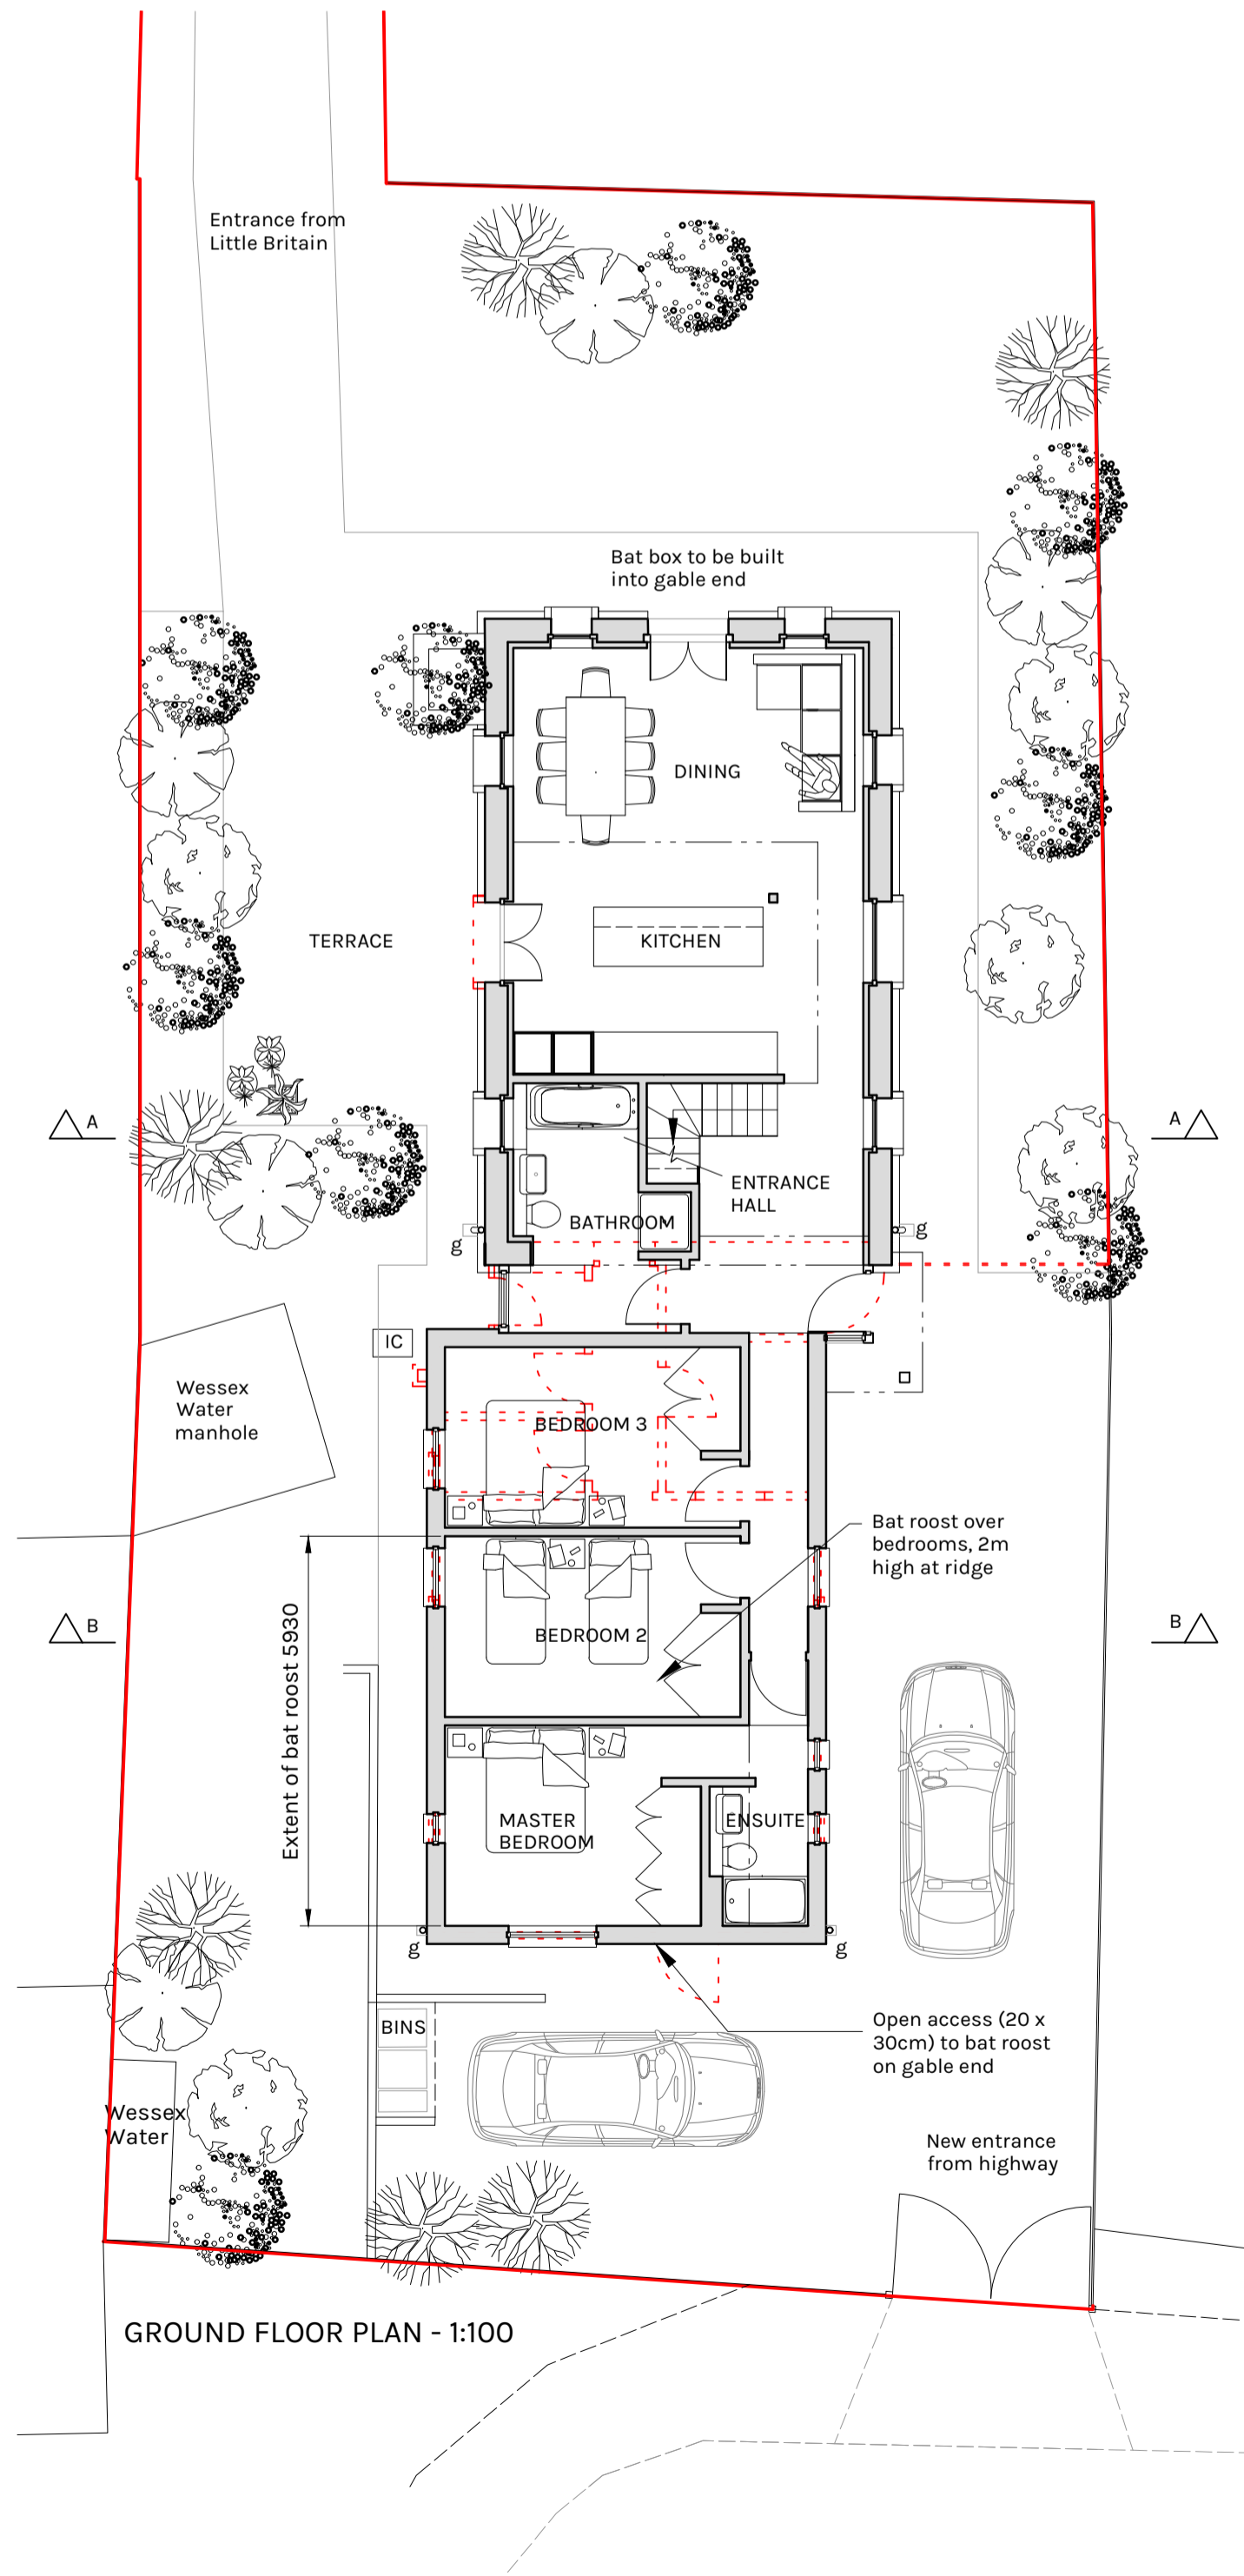 Entrance from
Little Britain
Bat box to be built
into gable end
DINING
TERRACE
KITCHEN
A
A
ENTRANCE
HALL
BATHROOM
g
g
IC
Wessex
Water
manhole
BEDROOM 3
Bat roost over
bedrooms, 2m
high at ridge
Extent of bat roost 5930
B
B
BEDROOM 2
MASTER
BEDROOM
ENSUITE
g
g
BINS
Open access (20 x
30cm) to bat roost
on gable end
Wessex
Water
New entrance
from highway
GROUND FLOOR PLAN - 1:100